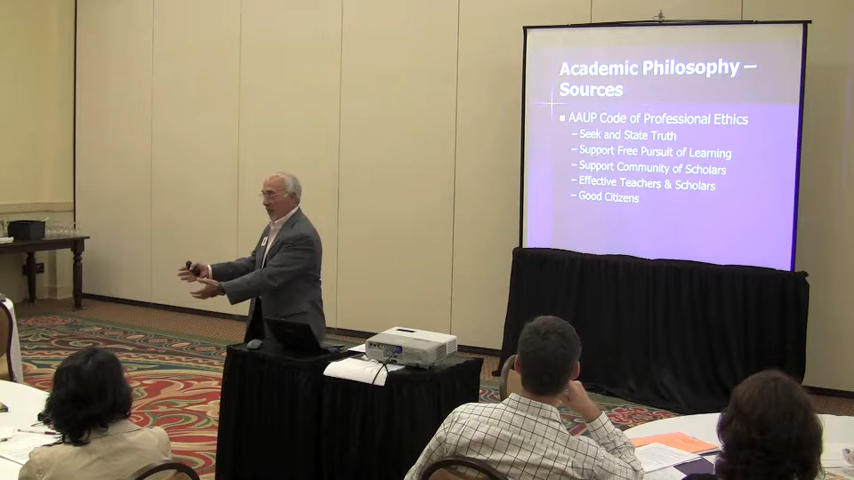 Academic Philosophy –
Sources
AAUP Code of Professional Ethics
– Seek and State Truth
– Support Free Pursuit of Learning
– Support Community of Scholars
– Effective Teachers & Scholars
– Good Citizens